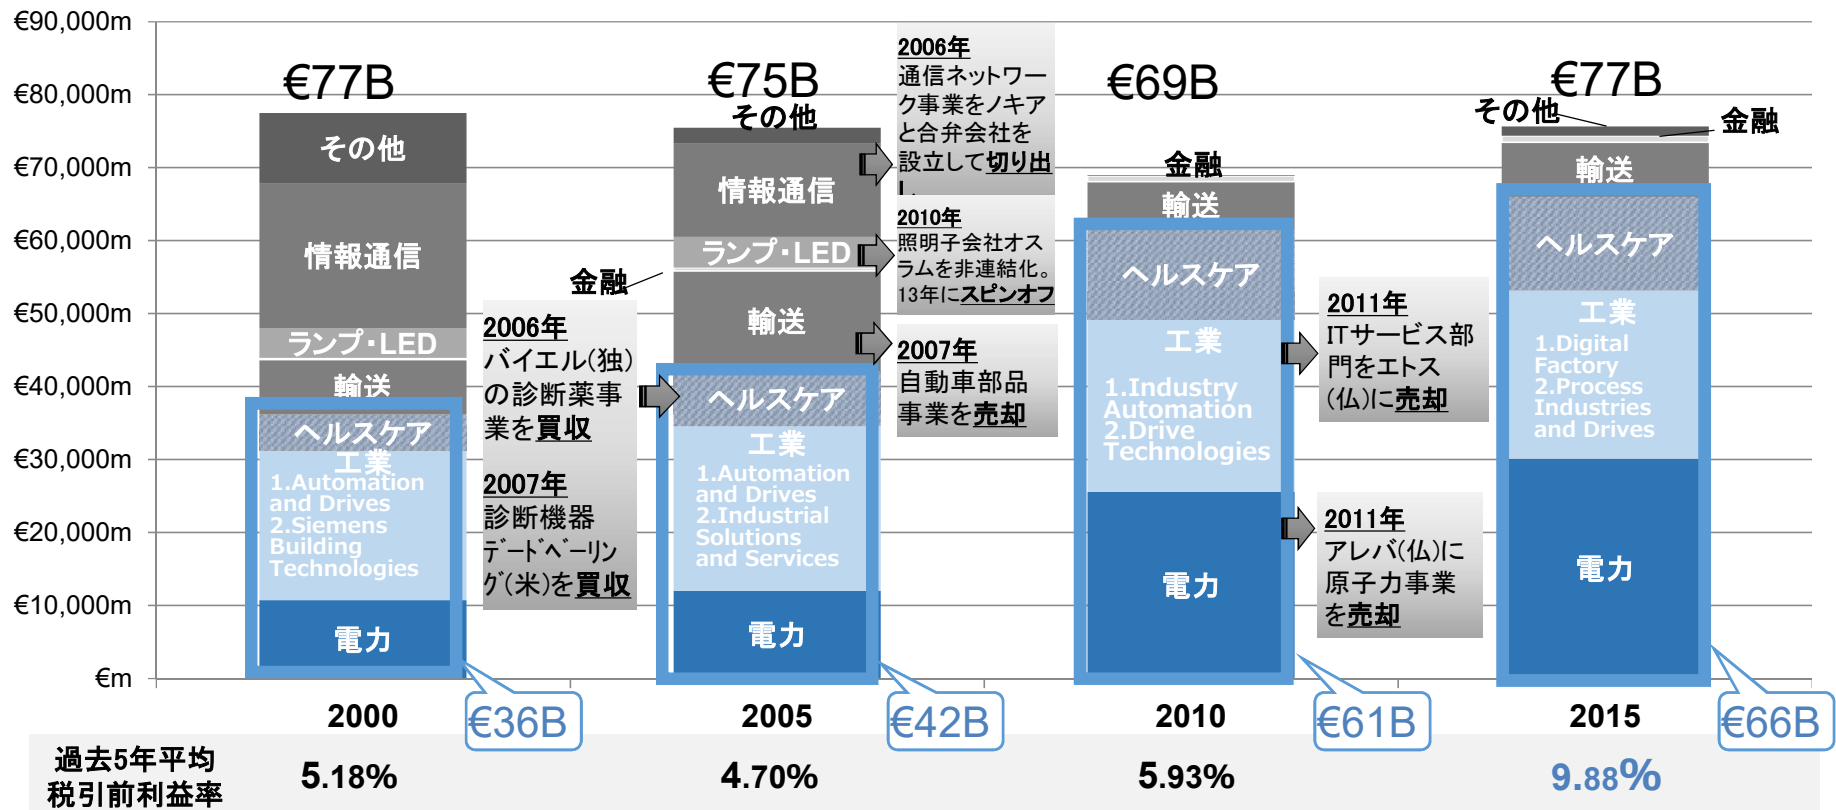 €90,000m
€80,000m
€70,000m
€60,000m
€50,000m
€40,000m
€30,000m
€20,000m
€10,000m
€m
€77B
その他
情報通信
ランプ・LED
輸送
ヘルスケア
工業
1.Automation
and Drives
2.Siemens
Building
Technologies
電力
€36B
2006年
バイエル(独)
の診断薬事
業を買収
2007年
診断機器
デードベーリン
グ(米)を買収
€75B
その他
情報通信
ランプ・LED
金融
輸送
ヘルスケア
工業
1.Automation
and Drives
2.Industrial
Solutions
and Services
電力
€42B
2006年
通信ネットワー
ク事業をノキア
と合弁会社を
設立して切り出
2010年
照明子会社オス
ラムを非連結化。
13年にスピンオフ
2007年
自動車部品
事業を売却
€69B
金融
輸送
ヘルスケア
工業
1.Industry
Automation
2.Drive
Technologies
電力
€61B
2011年
ITサービス部
門をエトス
(仏)に売却
2011年
アレバ(仏)に
原子力事業
を売却
€77B
その他
金融
輸送
ヘルスケア
工業
1.Digital
Factory
2.Process
Industries
and Drives
電力
€66B
2000
2005
2010
2015
過去5年平均
税引前利益率
5.18%
4.70%
5.93%
9.88%